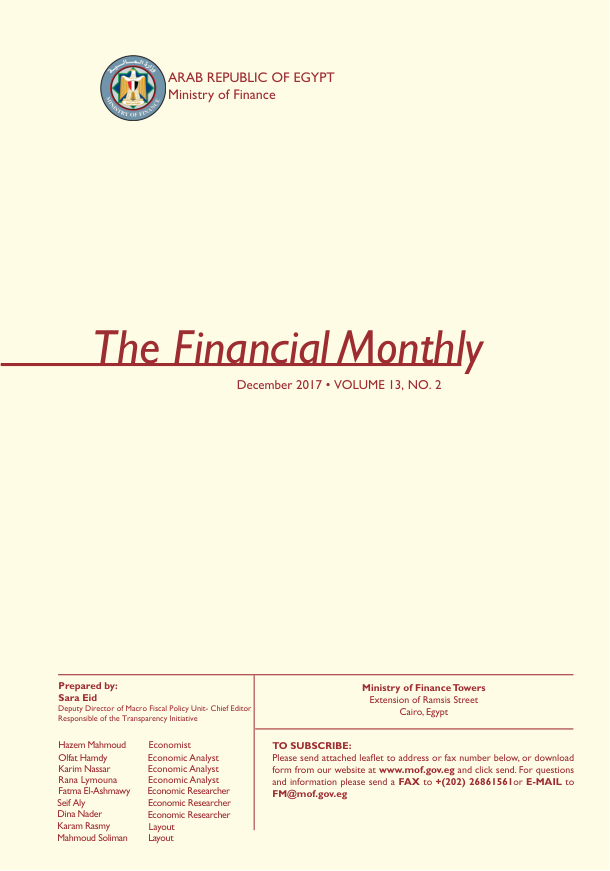 ARAB REPUBLIC OF EGYPT
Ministry of Finance
MINISTRY OF FINANCE
The Financial Monthly
December 2017 • VOLUME 13, NO. 2
Prepared by:
Sara Eid
Deputy Director of Macro Fiscal Policy Unit- Chief Editor
Responsible of the Transparency Initiative
Hazem Mahmoud Economist
Olfat Hamdy Economic Analyst
Karim Nassar Economic Analyst
Rana Lymouna Economic Analyst
Fatma El-Ashmawy Economic Researcher
Seif Aly Economic Researcher
Dina Nader Economic Researcher
Karam Rasmy Layout
Mahmoud Soliman Layout
Ministry of Finance Towers
Extension of Ramsis Street
Cairo, Egypt
TO SUBSCRIBE:
Please send attached leaflet to address or fax number below, or download
form from our website at www.mof.gov.eg and click send. For questions
and information please send a FAX to +(202) 26861561or E-MAIL to
FM@mof.gov.eg